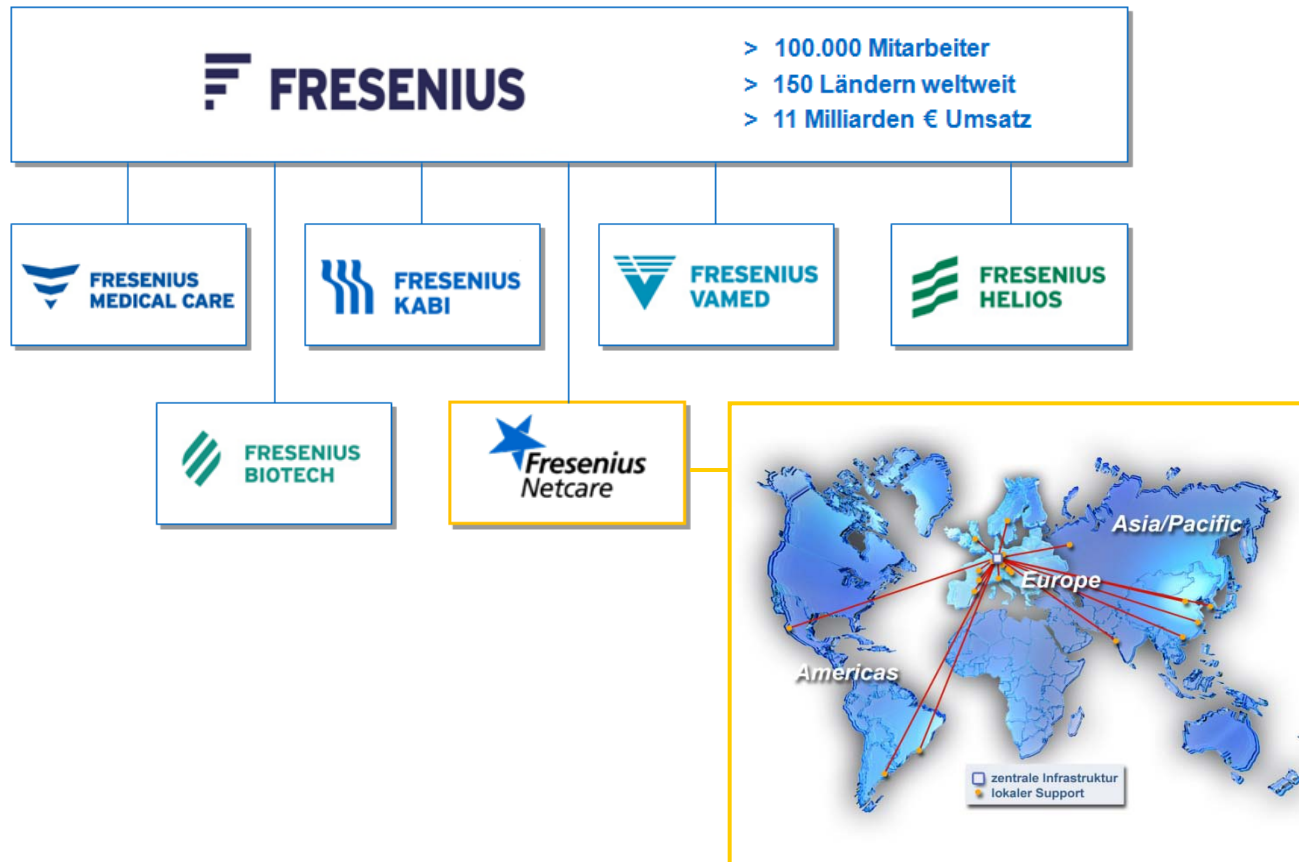 FRESENIUS
> 100.000 Mitarbeiter
> 150 Ländern weltweit
> 11 Milliarden € Umsatz
FRESENIUS
MEDICAL CARE
FRESENIUS
KABI
FRESENIUS
VAMED
FRESENIUS
HELIOS
FRESENIUS
BIOTECH
Fresenius
Netcare
Asia/Pacific
Europe
Americas
zentrale Infrastruktur
lokaler Support